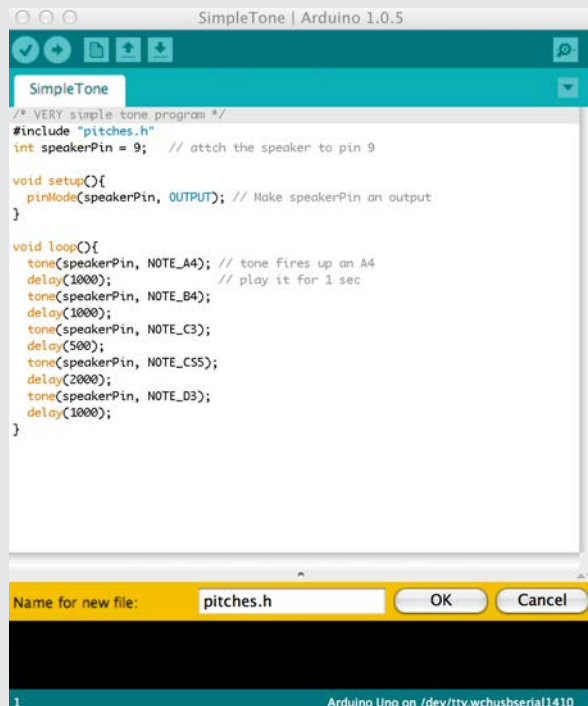 SimpleTone | Arduino 1.0.5
SimpleTone
/* VERY simple tone program */
#include "pitches.h"
int speakerPin = 9;   // attch the speaker to pin 9
void setup(){
  pinMode(speakerPin, OUTPUT); // Make speakerPin an output
}
void loop(){
  tone(speakerPin, NOTE_A4); // tone fires up an A4
  delay(1000);               // play it for 1 sec
  tone(speakerPin, NOTE_B4);
  delay(1000);
  tone(speakerPin, NOTE_C3);
  delay(500);
  tone(speakerPin, NOTE_CS5);
  delay(2000);
  tone(speakerPin, NOTE_D3);
  delay(1000);
}
Name for new file: pitches.h OK Cancel
1 Arduino Uno on /dev/tty.wchusbserial1410